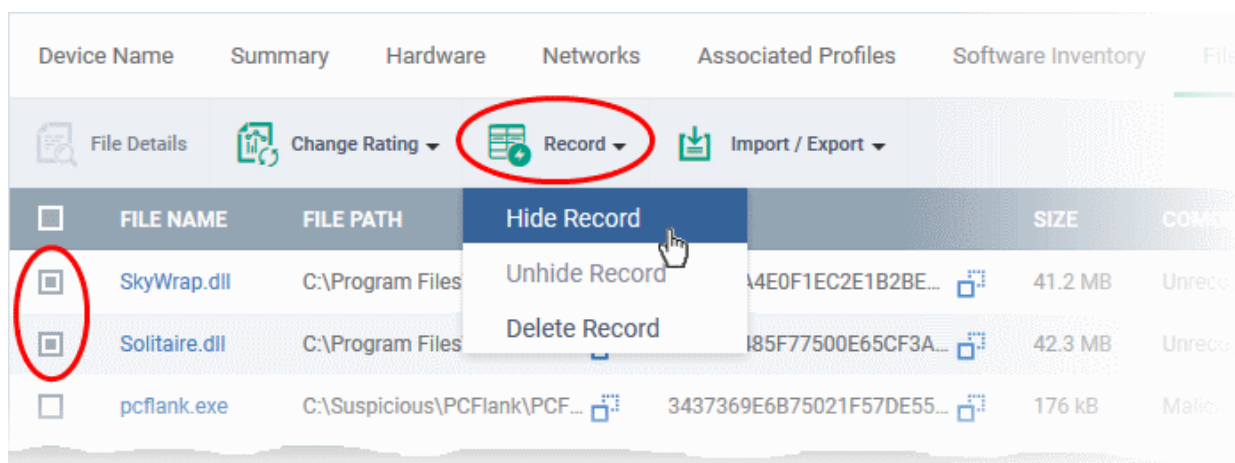 Device Name Summary Hardware Networks Associated Profiles Software Inventory File
File Details Change Rating Record Import / Export
FILE NAME FILE PATH SIZE
Hide Record
SkyWrap.dll C:\Program Files A4E0F1EC2E1B2BE... 41.2 MB
Unhide Record
Solitaire.dll C:\Program Files 485F77500E65CF3A... 42.3 MB
Delete Record
pcflank.exe C:\Suspicious\PCFlank\PCF... 3437369E6B75021F57DE55... 176 kB